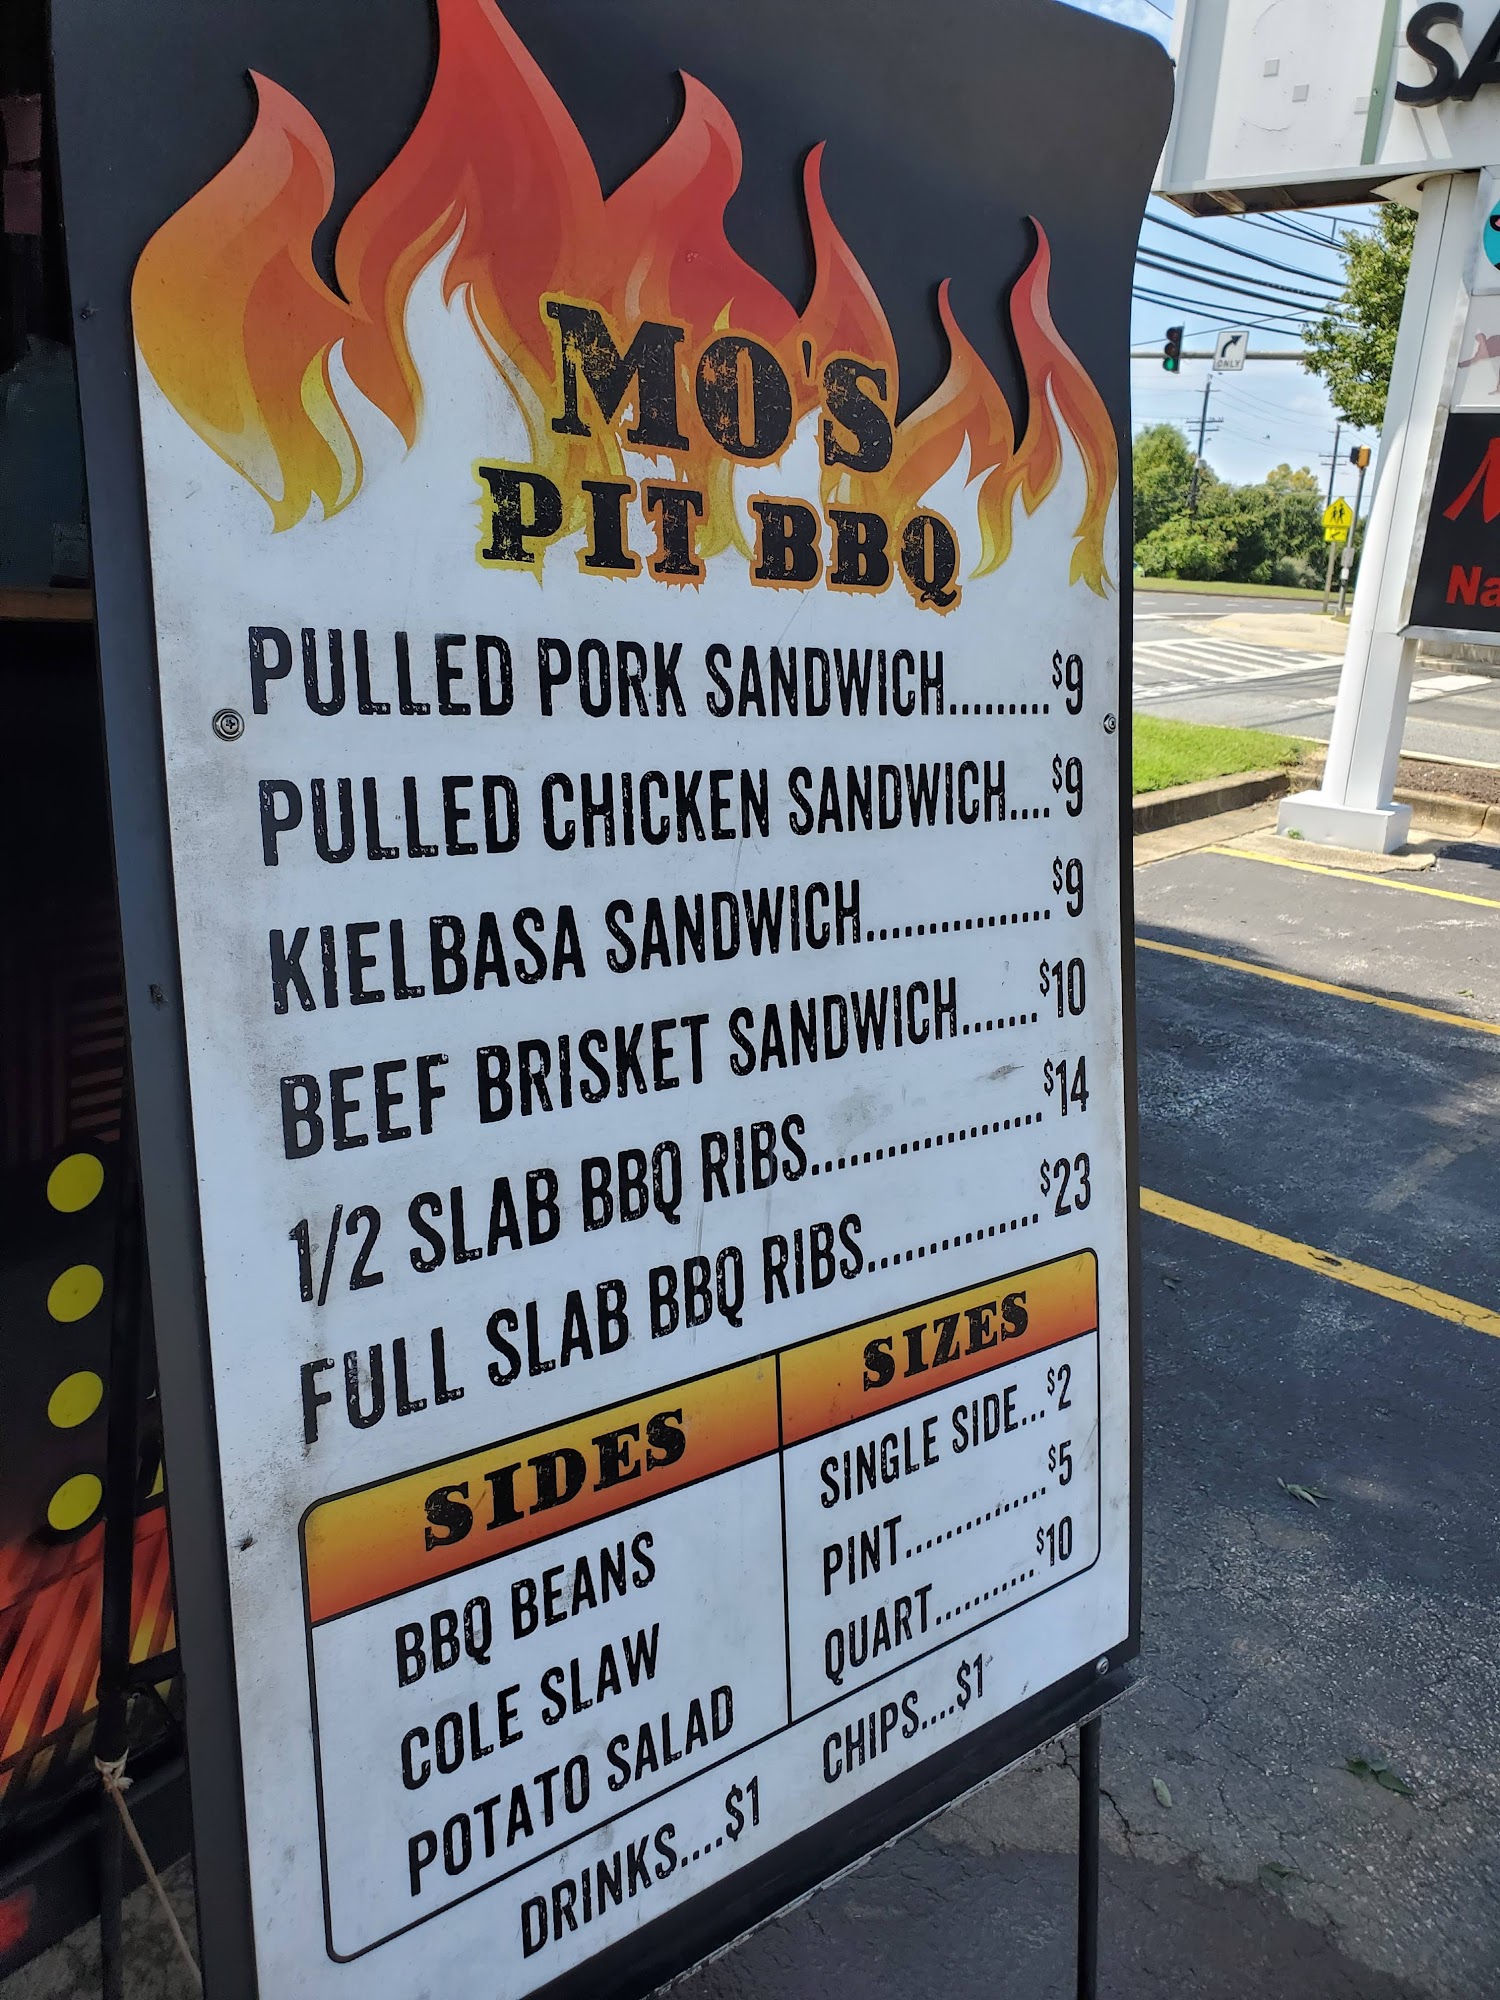 MO'S
PIT BBQ
PULLED PORK SANDWICH.........$9
PULLED CHICKEN SANDWICH....$9
KIELBASA SANDWICH...............$9
BEEF BRISKET SANDWICH.......$10
1/2 SLAB BBQ RIBS...................$14
FULL SLAB BBQ RIBS..............$23
SIDES
BBQ BEANS
COLE SLAW
POTATO SALAD
SIZES
SINGLE SIDE...$2
PINT.............$5
QUART..........$10
DRINKS....$1 CHIPS....$1
ONLY
SA
Na